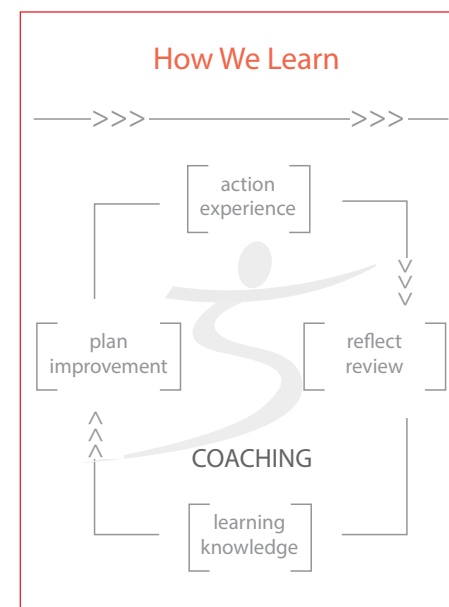 How We Learn
action
experience
plan
improvement
reflect
review
COACHING
learning
knowledge